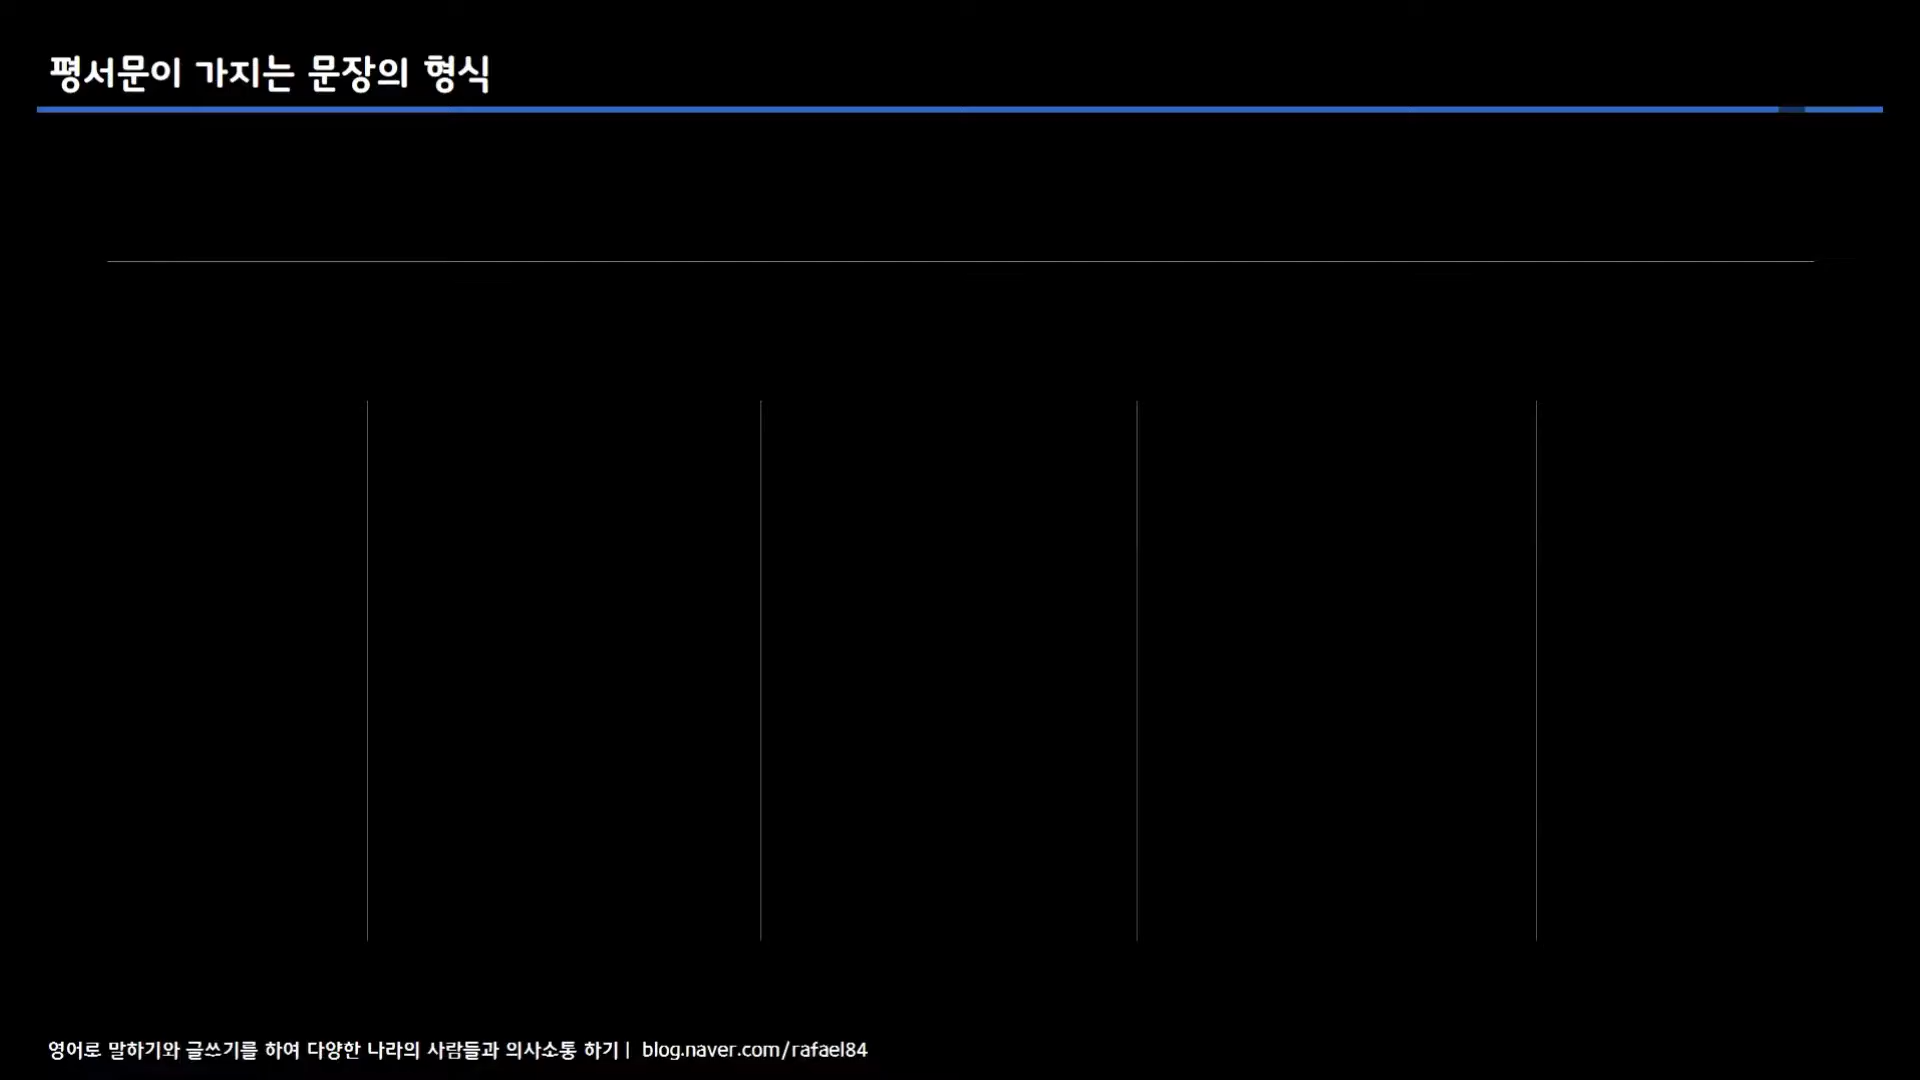 평서문이 가지는 문장의 형식
영어로 말하기와 글쓰기를 하여 다양한 나라의 사람들과 의사소통 하기 | blog.naver.com/rafael84